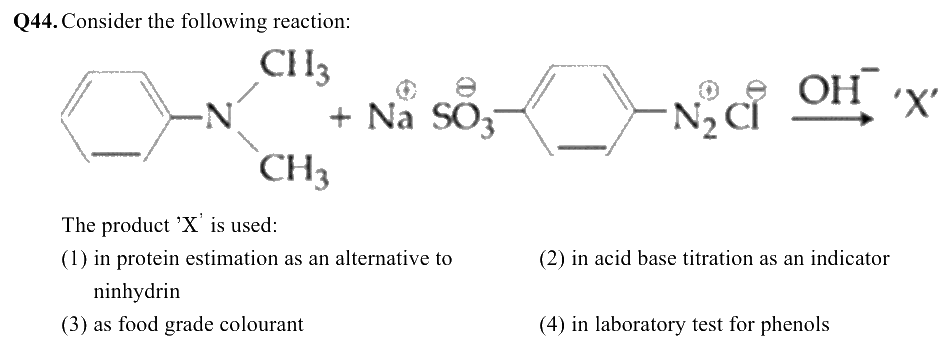 Q44. Consider the following reaction:
CH₃
N + Na⊕ SO₃⊖ N₂⊕ Cl⊖ OH⁻ 'X'
CH₃
The product 'X' is used:
(1) in protein estimation as an alternative to ninhydrin
(2) in acid base titration as an indicator
(3) as food grade colourant
(4) in laboratory test for phenols